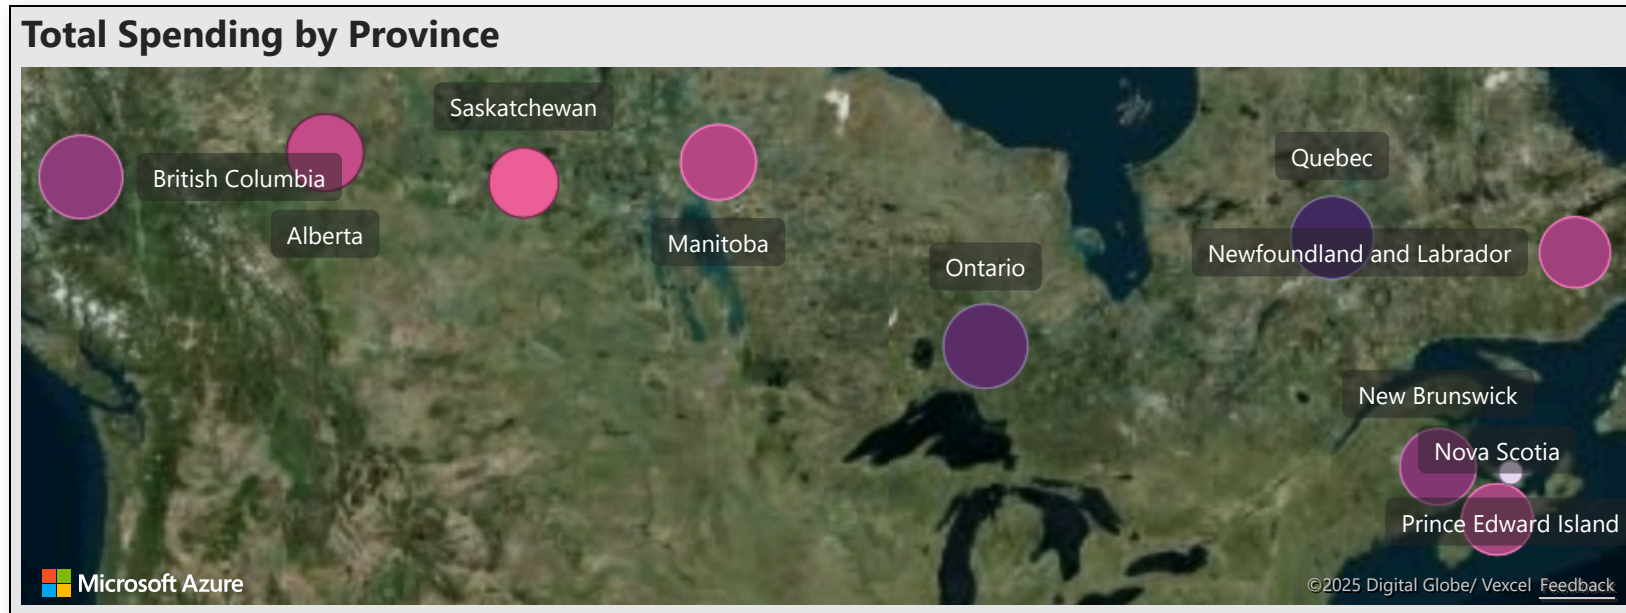 Total Spending by Province
Saskatchewan
British Columbia
Quebec
Alberta
Manitoba
Newfoundland and Labrador
Ontario
New Brunswick
Nova Scotia
Prince Edward Island
Microsoft Azure
©2025 Digital Globe/ Vexcel Feedback